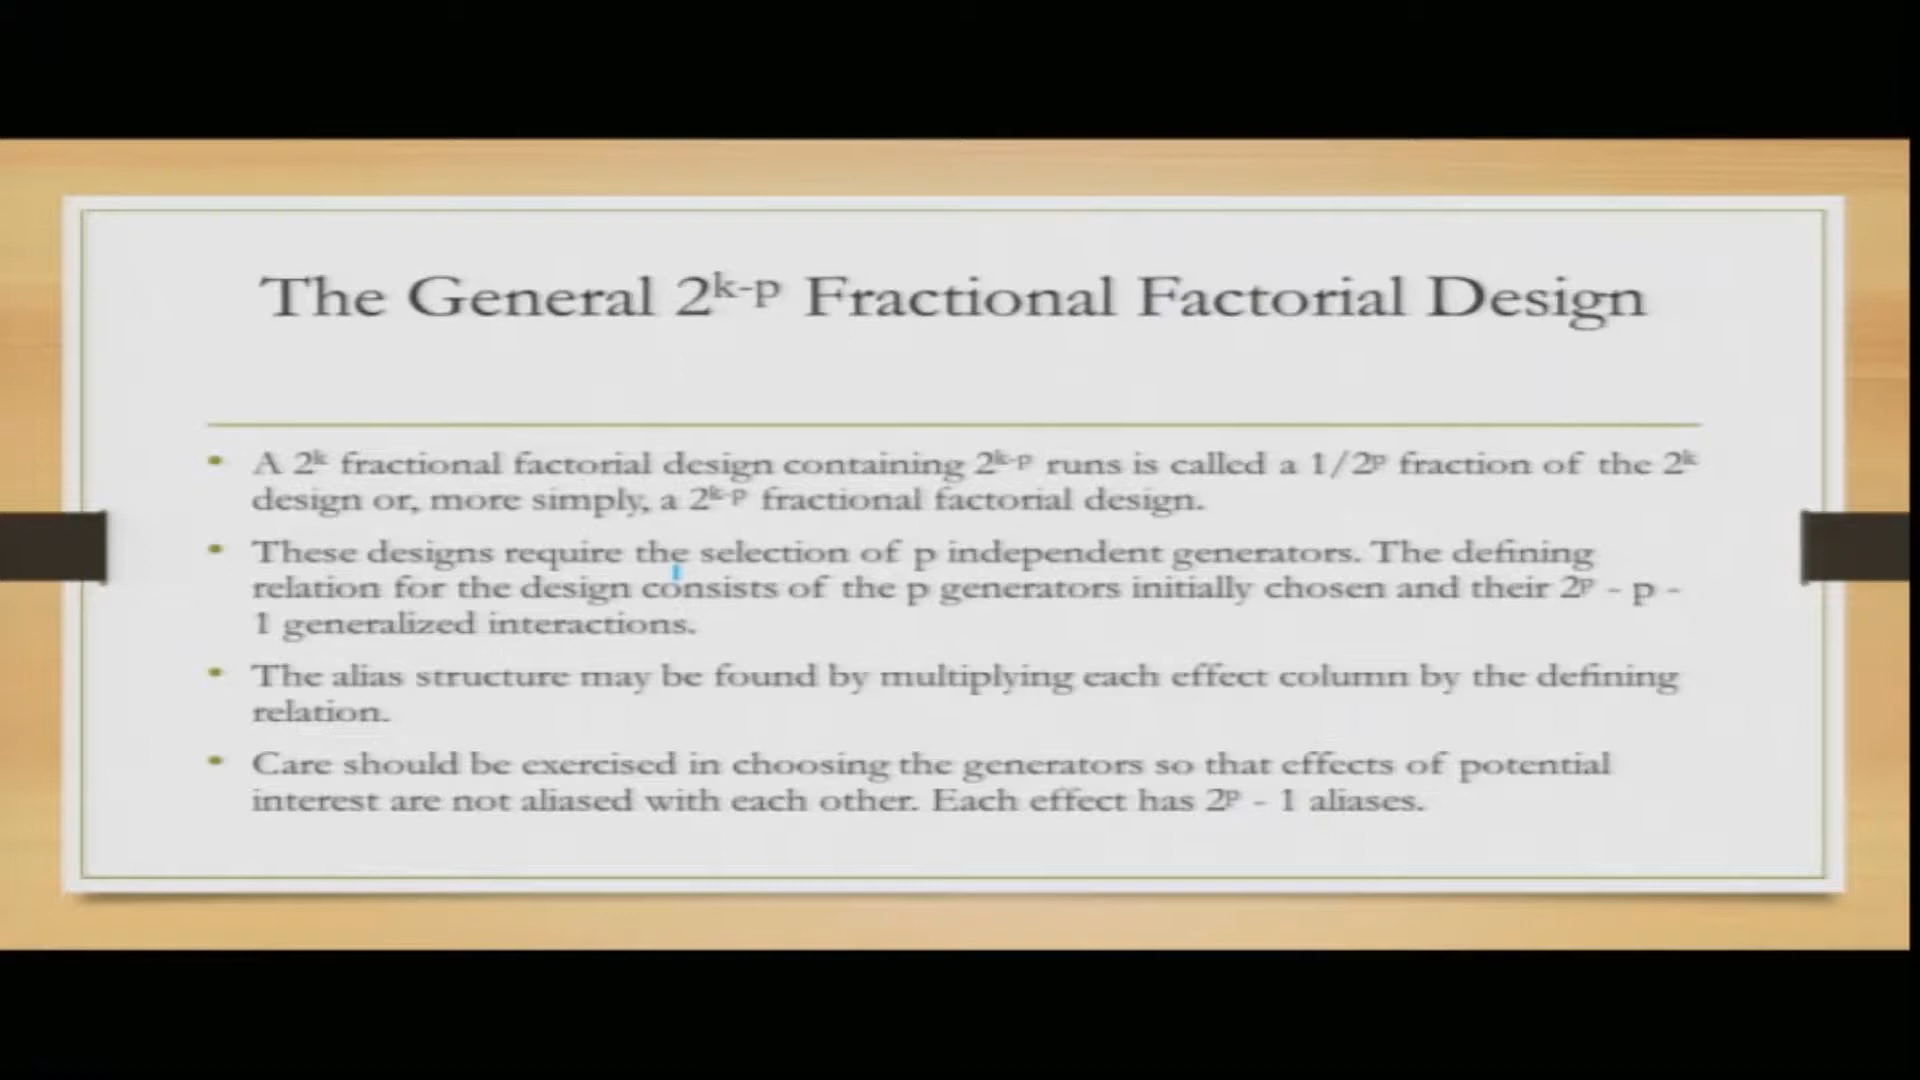 The General 2ᵏ⁻ᵖ Fractional Factorial Design
• A 2ᵏ fractional factorial design containing 2ᵏ⁻ᵖ runs is called a 1/2ᵖ fraction of the 2ᵏ
design or, more simply, a 2ᵏ⁻ᵖ fractional factorial design.
• These designs require the selection of p independent generators. The defining
relation for the design consists of the p generators initially chosen and their 2ᵖ - p -
1 generalized interactions.
• The alias structure may be found by multiplying each effect column by the defining
relation.
• Care should be exercised in choosing the generators so that effects of potential
interest are not aliased with each other. Each effect has 2ᵖ - 1 aliases.